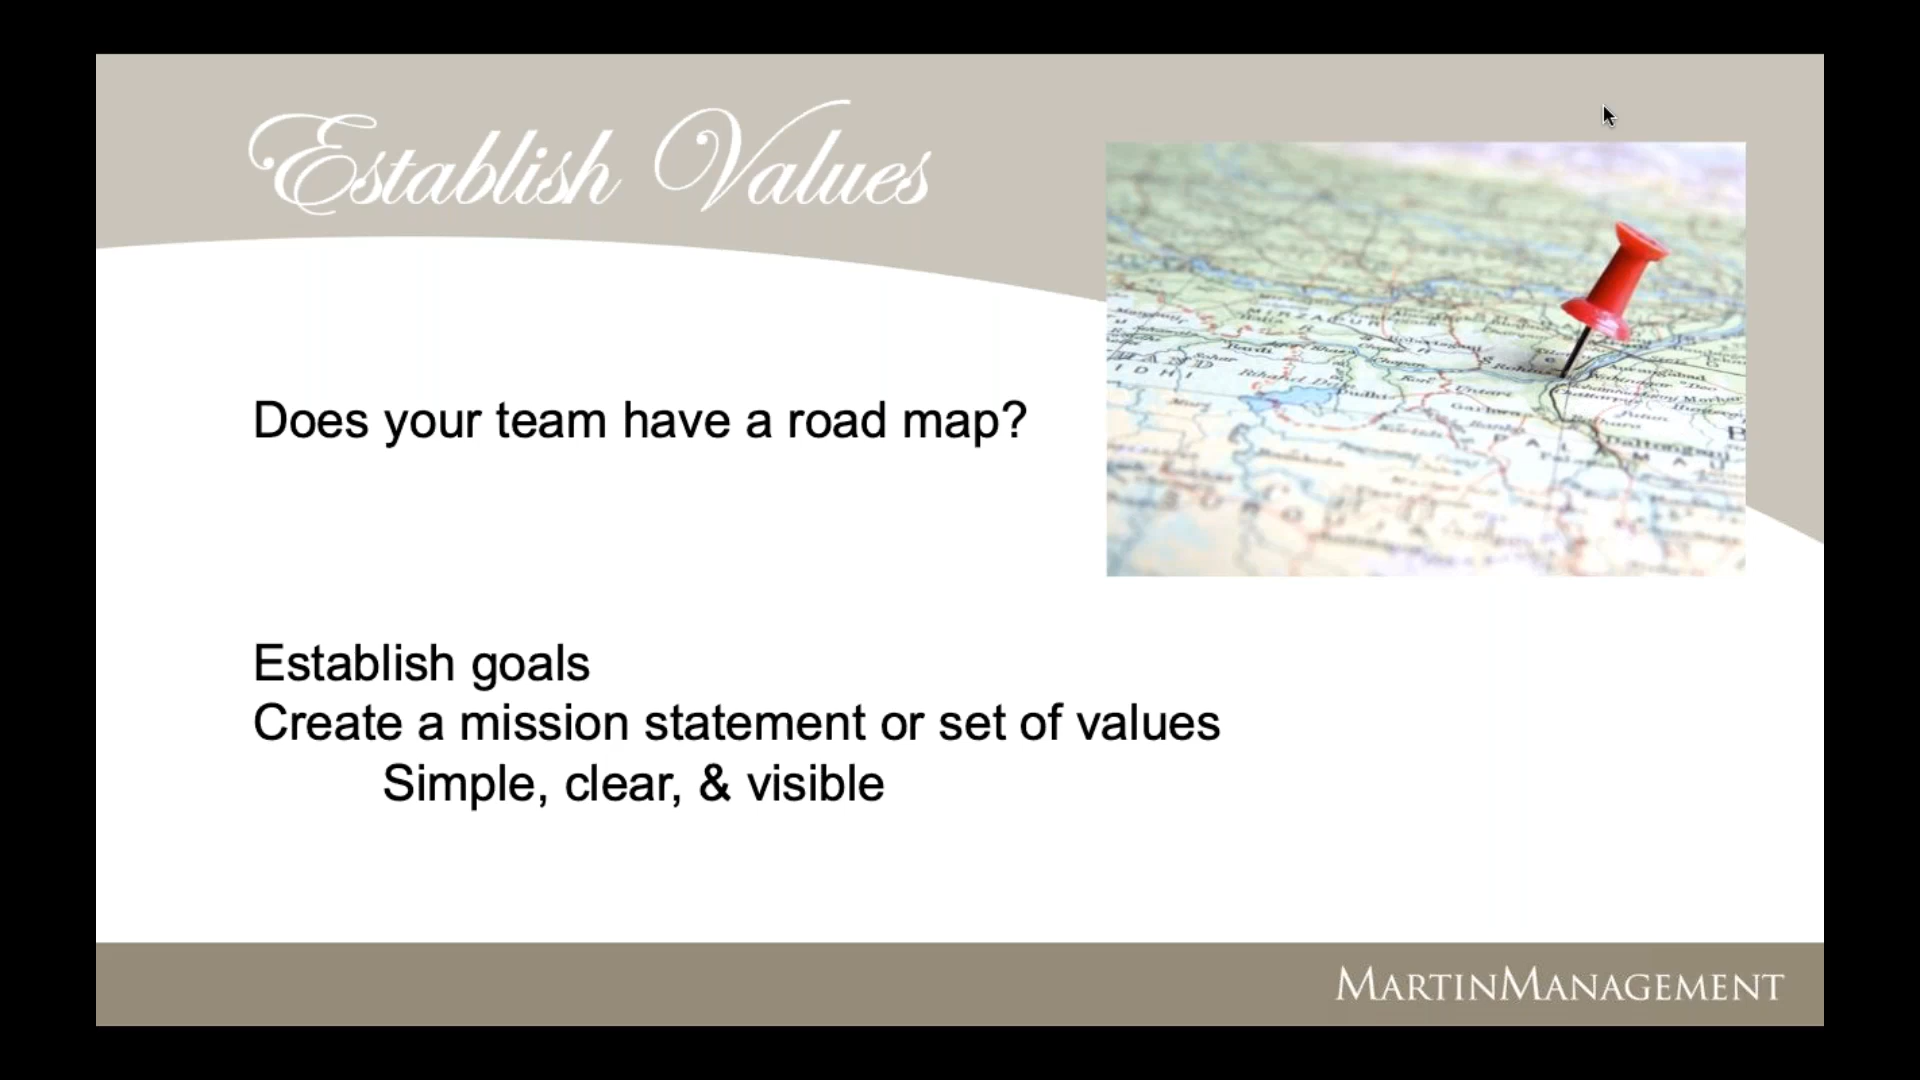 Establish Values
Does your team have a road map?
Establish goals
Create a mission statement or set of values
Simple, clear, & visible
MARTINMANAGEMENT